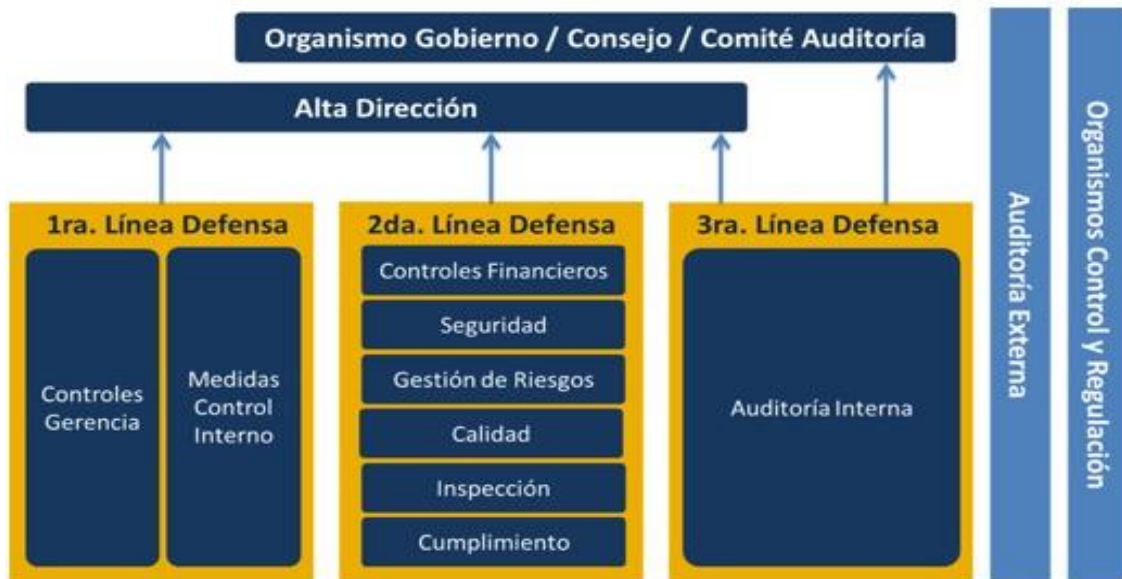 Organismo Gobierno / Consejo / Comité Auditoría
Alta Dirección
1ra. Línea Defensa
Controles
Gerencia
Medidas
Control
Interno
2da. Línea Defensa
Controles Financieros
Seguridad
Gestión de Riesgos
Calidad
Inspección
Cumplimiento
3ra. Línea Defensa
Auditoría Interna
Auditoría Externa
Organismos Control y Regulación